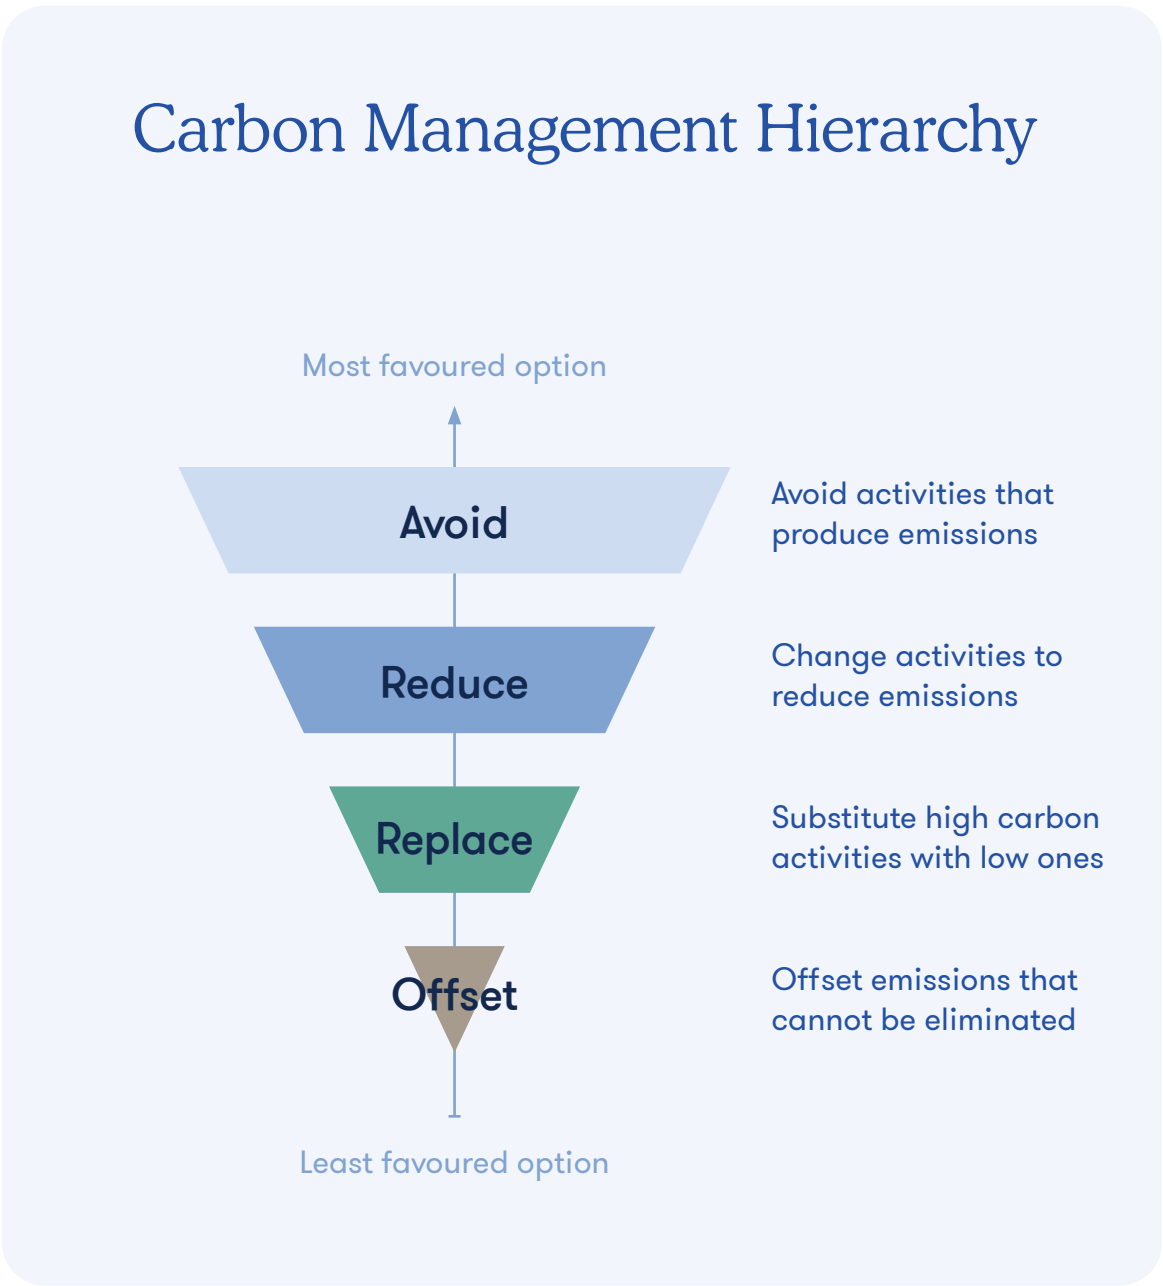 Carbon Management Hierarchy
Most favoured option
Avoid
Avoid activities that
produce emissions
Reduce
Change activities to
reduce emissions
Replace
Substitute high carbon
activities with low ones
Offset
Offset emissions that
cannot be eliminated
Least favoured option